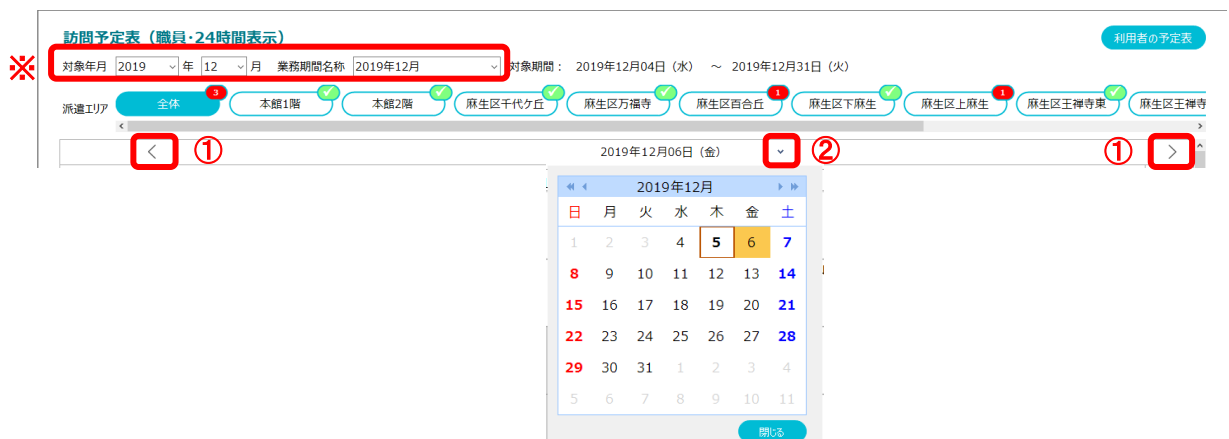 訪問予定表（職員・24時間表示） 利用者の予定表
※ 対象年月 2019 年 12 月 業務期間名称 2019年12月 対象期間： 2019年12月04日（水） ～ 2019年12月31日（火）
派遣エリア 全体 3 本館1階 本館2階 麻生区千代ケ丘 麻生区万福寺 麻生区百合丘 1 麻生区下麻生 麻生区上麻生 1 麻生区王禅寺東 麻生区王禅寺
< ① 2019年12月06日（金） ② ① >
2019年12月
日 月 火 水 木 金 土
1 2 3 4 5 6 7
8 9 10 11 12 13 14
15 16 17 18 19 20 21
22 23 24 25 26 27 28
29 30 31 1 2 3 4
5 6 7 8 9 10 11
閉じる